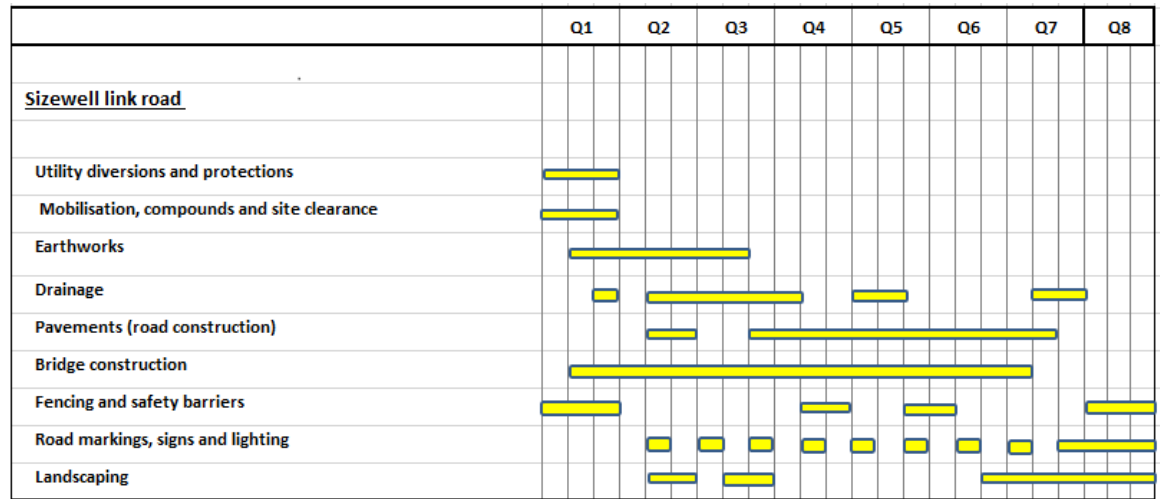 Q1 Q2 Q3 Q4 Q5 Q6 Q7 Q8
Sizewell link road
Utility diversions and protections
Mobilisation, compounds and site clearance
Earthworks
Drainage
Pavements (road construction)
Bridge construction
Fencing and safety barriers
Road markings, signs and lighting
Landscaping